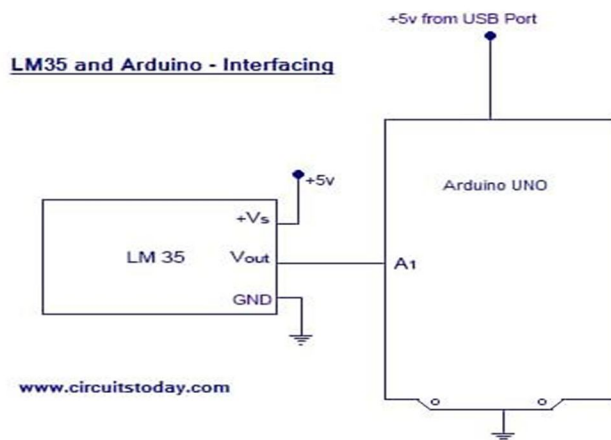 +5v from USB Port
LM35 and Arduino - Interfacing
Arduino UNO
+5v
+Vs
LM 35
Vout
A1
GND
www.circuitstoday.com